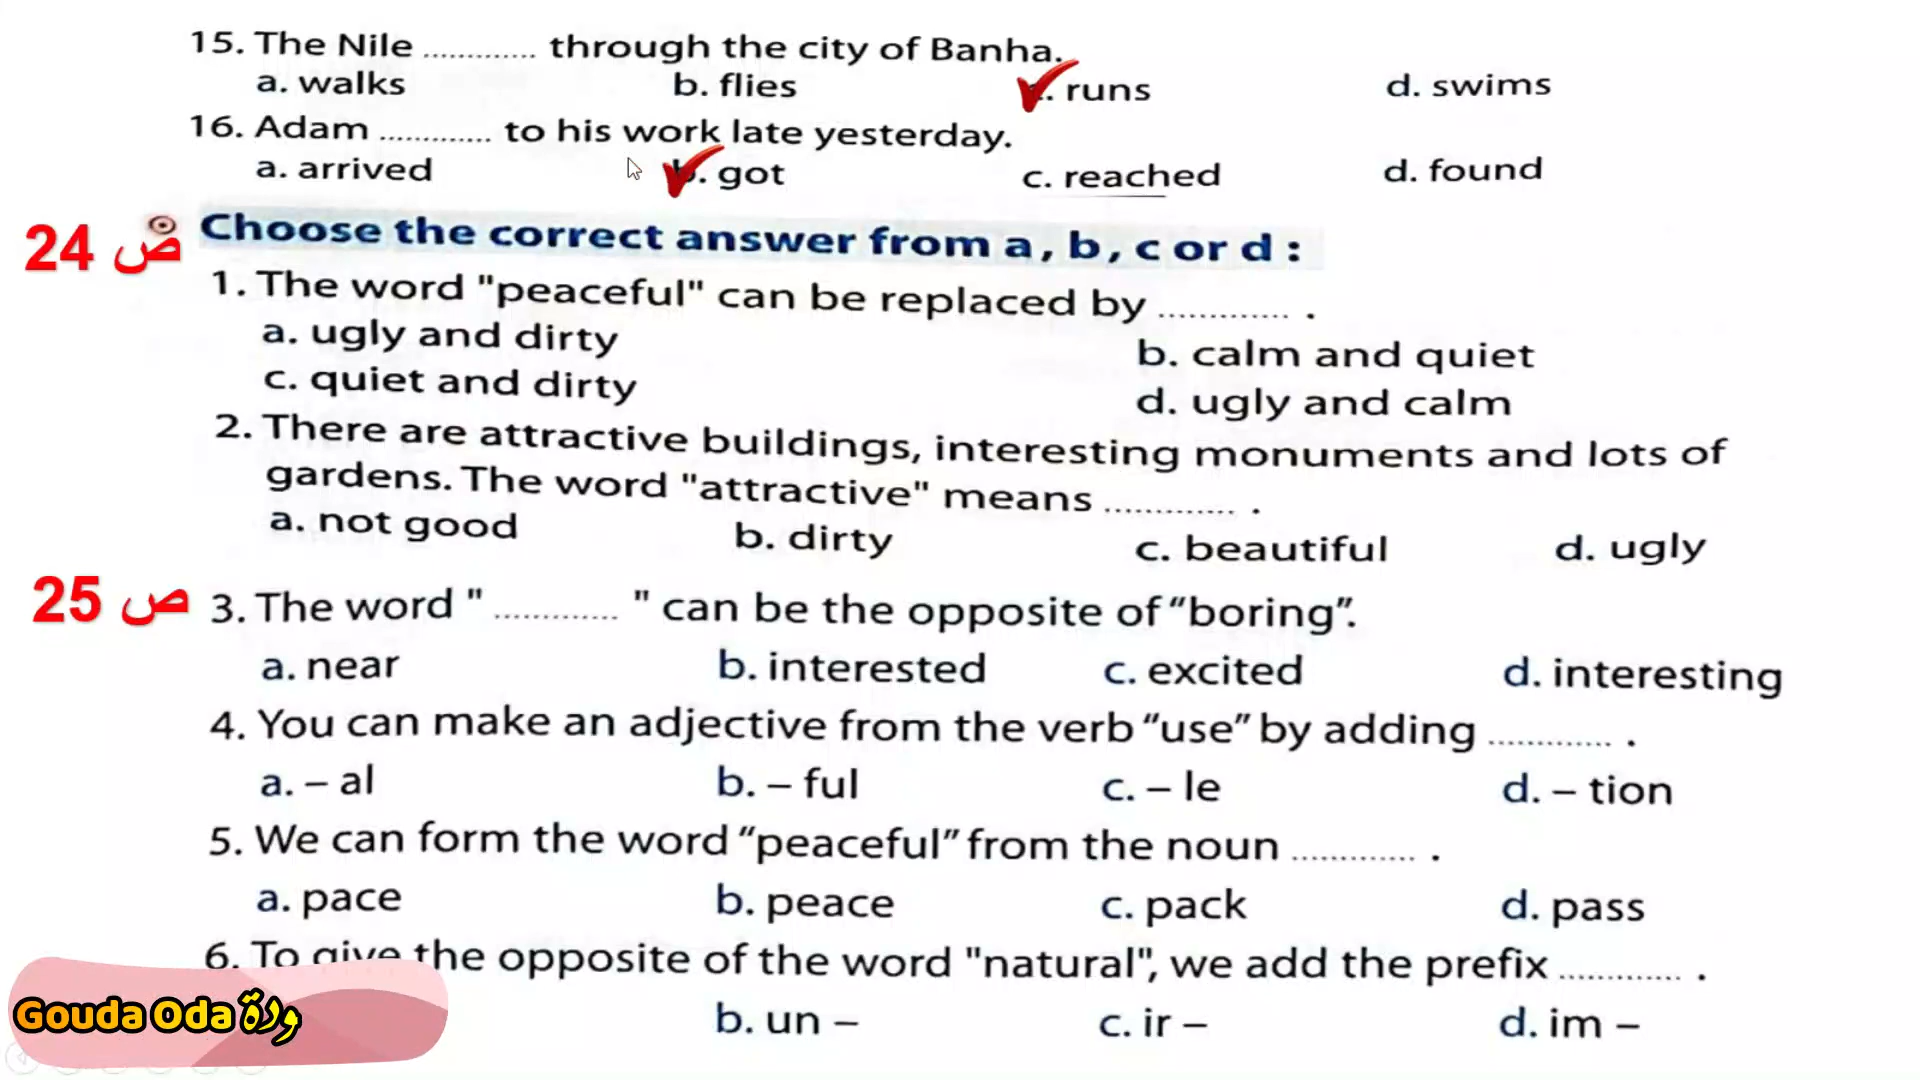 15. The Nile ............ through the city of Banha.
a. walks b. flies c. runs d. swims
16. Adam ............ to his work late yesterday.
a. arrived b. got c. reached d. found
ص 24
Choose the correct answer from a , b , c or d :
1. The word "peaceful" can be replaced by ............. .
a. ugly and dirty b. calm and quiet
c. quiet and dirty d. ugly and calm
2. There are attractive buildings, interesting monuments and lots of
gardens. The word "attractive" means ............. .
a. not good b. dirty c. beautiful d. ugly
ص 25
3. The word " ............. " can be the opposite of “boring”.
a. near b. interested c. excited d. interesting
4. You can make an adjective from the verb “use” by adding ............. .
a. – al b. – ful c. – le d. – tion
5. We can form the word “peaceful” from the noun ............. .
a. pace b. peace c. pack d. pass
6. To give the opposite of the word "natural", we add the prefix ............. .
b. un – c. ir – d. im –
Gouda Oda